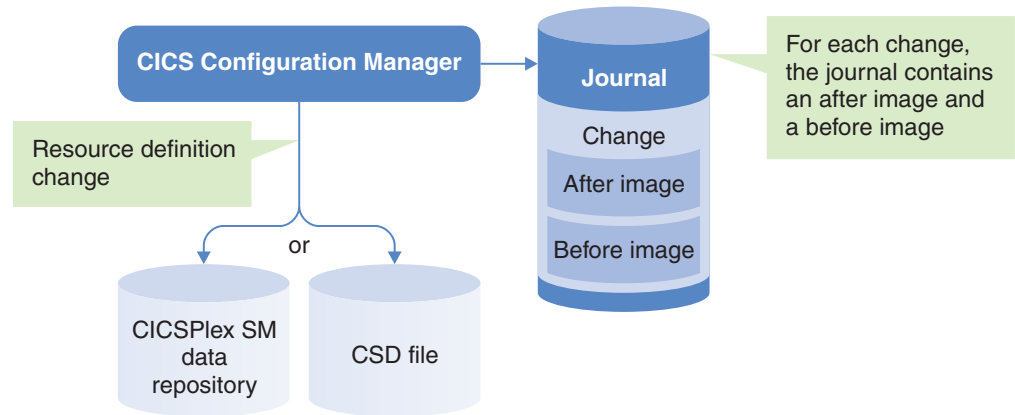 CICS Configuration Manager
Journal
For each change,
the journal contains
an after image and
a before image
Change
After image
Before image
Resource definition
change
or
CICSPlex SM
data
repository
CSD file